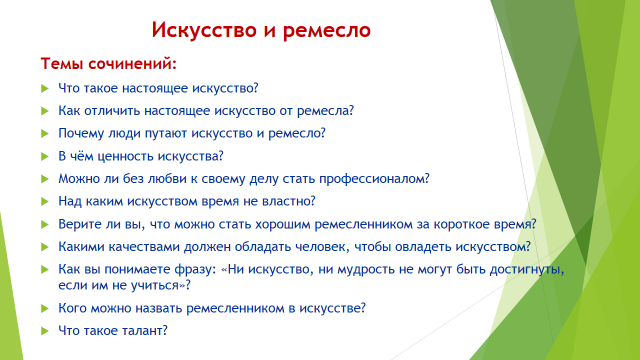 Искусство и ремесло
Темы сочинений:
Что такое настоящее искусство?
Как отличить настоящее искусство от ремесла?
Почему люди путают искусство и ремесло?
В чём ценность искусства?
Можно ли без любви к своему делу стать профессионалом?
Над каким искусством время не властно?
Верите ли вы, что можно стать хорошим ремесленником за короткое время?
Какими качествами должен обладать человек, чтобы овладеть искусством?
Как вы понимаете фразу: «Ни искусство, ни мудрость не могут быть достигнуты,
если им не учиться»?
Кого можно назвать ремесленником в искусстве?
Что такое талант?